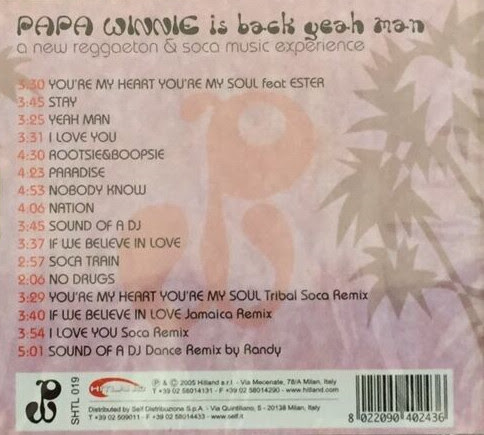 PAPA WINNIE is back yeah man
a new reggaeton & soca music experience
3:30 YOU'RE MY HEART YOU'RE MY SOUL feat ESTER
3:45 STAY
3:25 YEAH MAN
3:31 I LOVE YOU
4:30 ROOTSIE&BOOPSIE
4:23 PARADISE
4:53 NOBODY KNOW
4:06 NATION
3:45 SOUND OF A DJ
3:37 IF WE BELIEVE IN LOVE
2:57 SOCA TRAIN
2:06 NO DRUGS
3:29 YOU'RE MY HEART YOU'RE MY SOUL Tribal Soca Remix
3:40 IF WE BELIEVE IN LOVE Jamaica Remix
3:54 I LOVE YOU Soca Remix
5:01 SOUND OF A DJ Dance Remix by Randy
SHTL 019
HITLAND
℗ & © 2005 Hitland s.r.l. - Via Mecenate, 78/A Milan, Italy
T +39 02 58014131 - F +39 02 58014290 - www.hitland.com
Distributed by Self Distribuzione S.p.A. - Via Quintiliano, 5 - 20138 Milan, Italy
T +39 02 509011 - F +39 02 58014433 - www.self.it
8 022090 402436